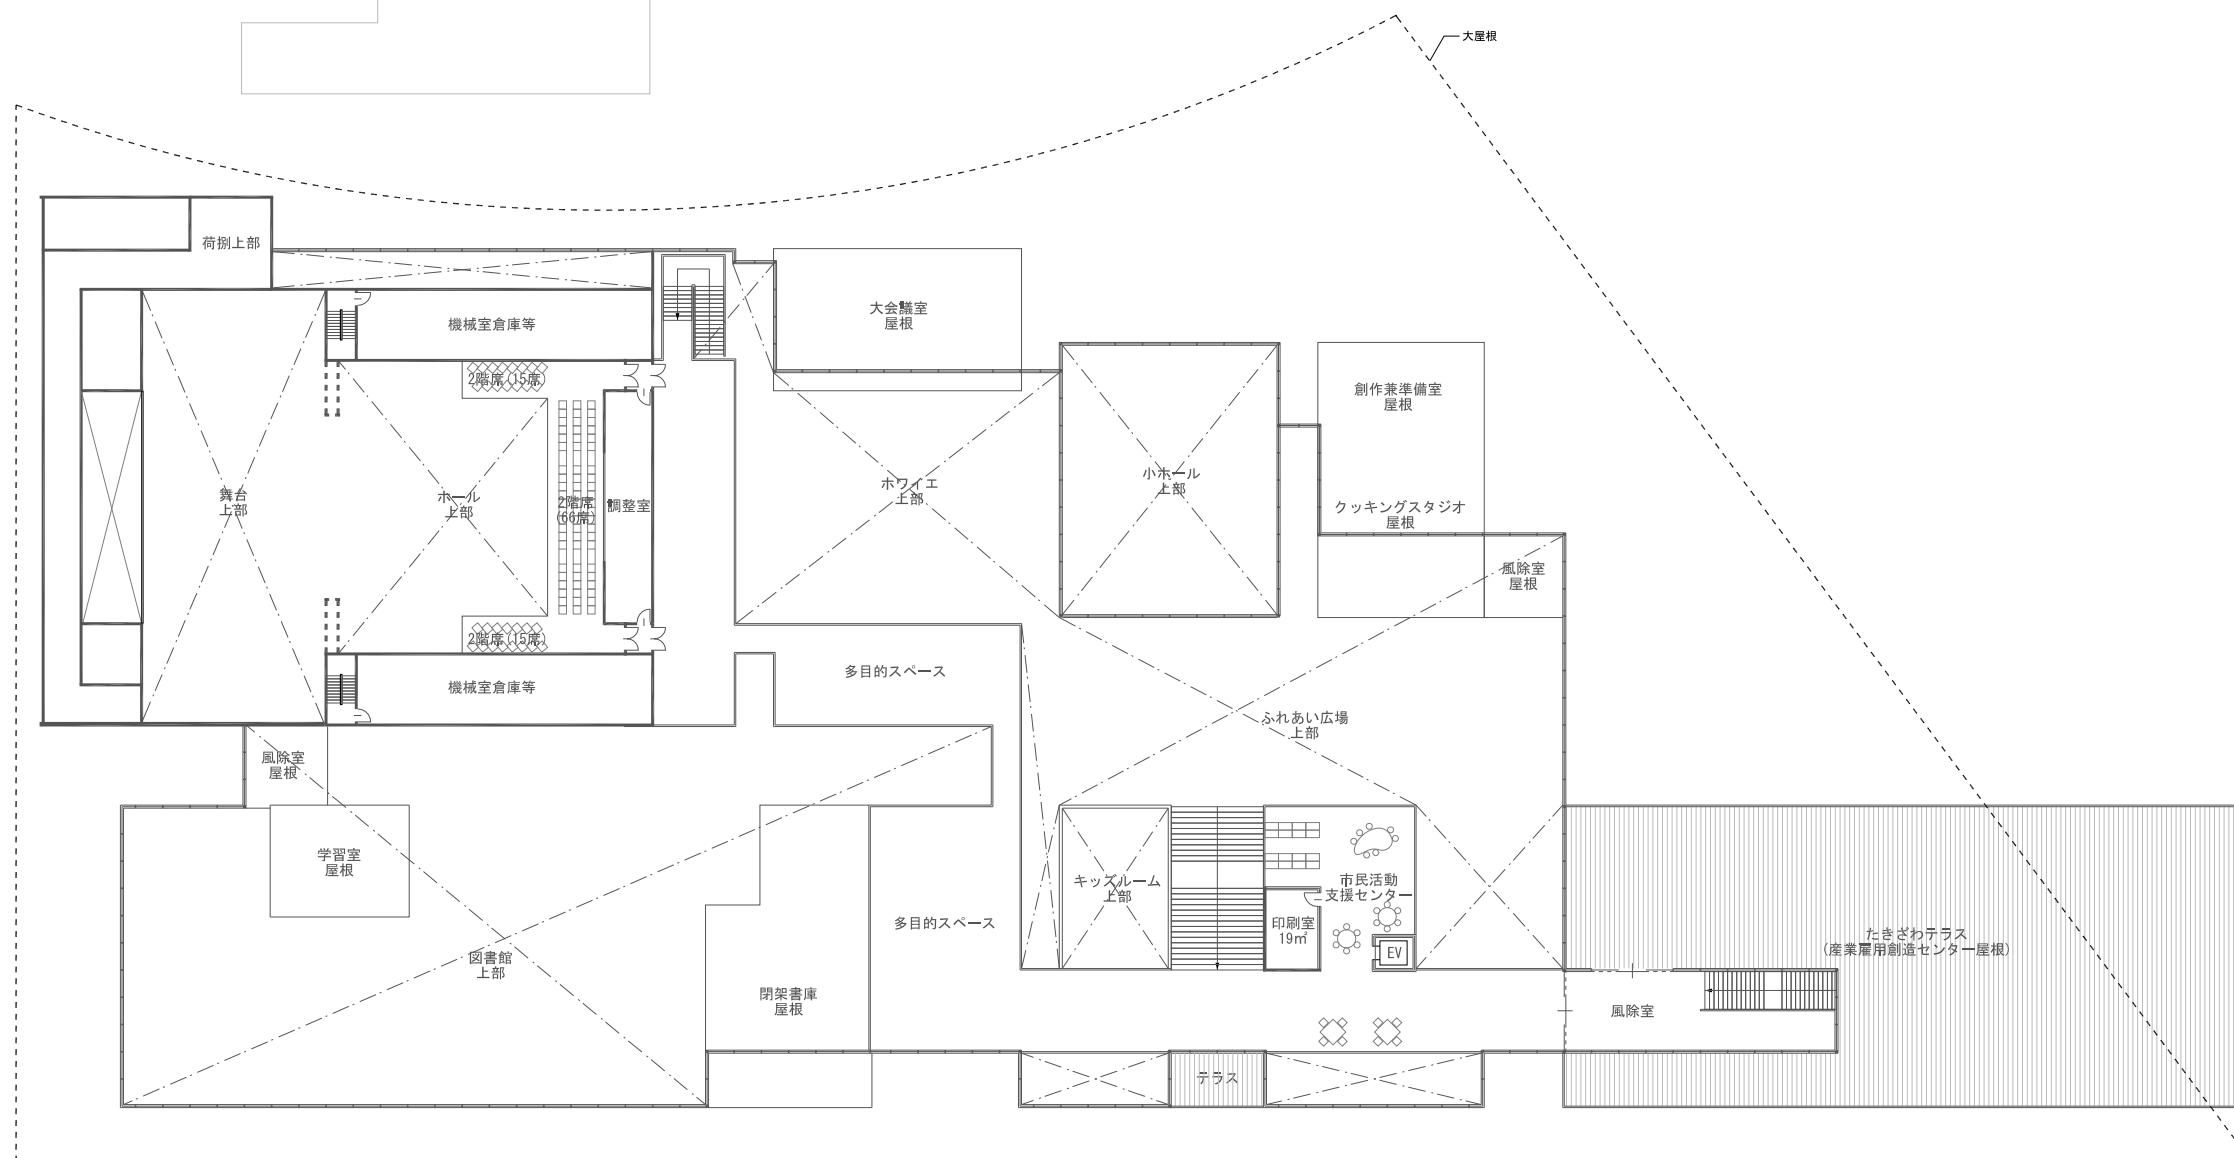 大屋根
荷捌上部
機械室倉庫等
大会議室
屋根
2階席(15席)
創作兼準備室
屋根
舞台
上部
ホール
上部
2階席
(66席)
調整室
ホワイエ
上部
小ホール
上部
クッキングスタジオ
屋根
風除室
屋根
2階席(15席)
機械室倉庫等
多目的スペース
ふれあい広場
上部
風除室
屋根
学習室
屋根
キッズルーム
上部
市民活動
支援センター
印刷室
19㎡
EV
多目的スペース
たきざわテラス
(産業雇用創造センター屋根)
図書館
上部
閉架書庫
屋根
風除室
テラス